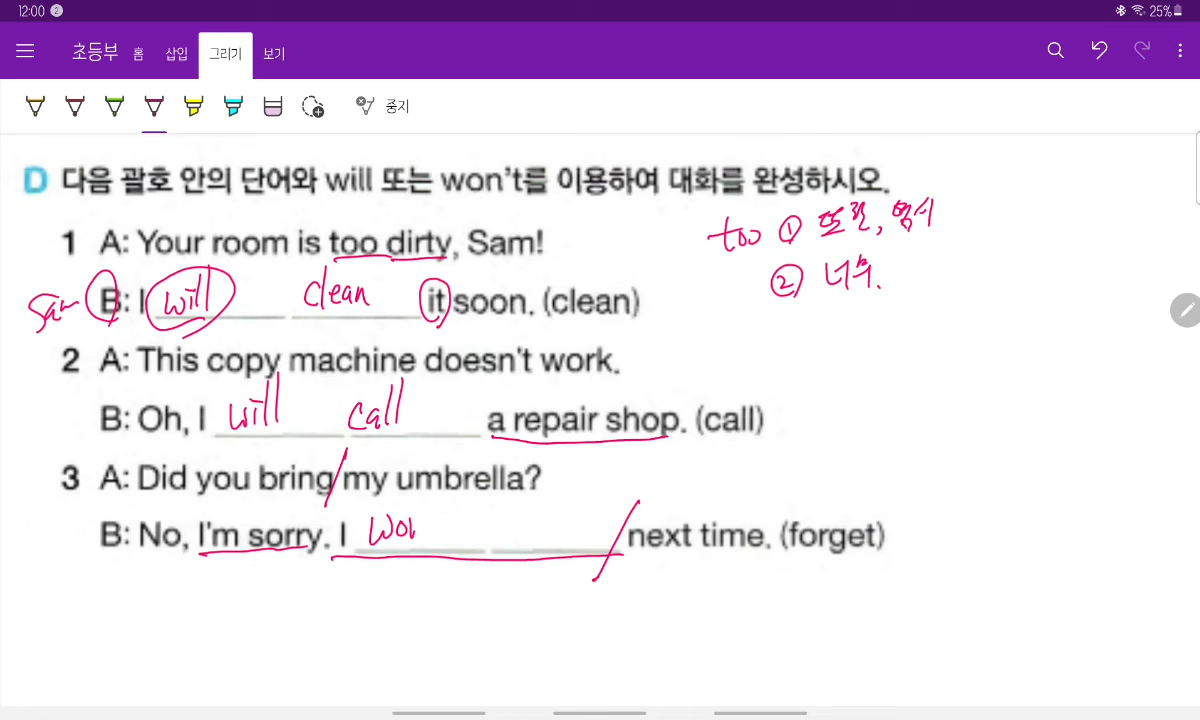 12:00 2 25%
초등부 홈 삽입 그리기 보기
중지
D 다음 괄호 안의 단어와 will 또는 won't를 이용하여 대화를 완성하시오.
too ① 또한, 역시
② 너무.
1 A: Your room is too dirty, Sam!
Sam B: I will clean it soon. (clean)
2 A: This copy machine doesn't work.
B: Oh, I will call a repair shop. (call)
3 A: Did you bring / my umbrella?
B: No, I'm sorry. I wo / next time. (forget)